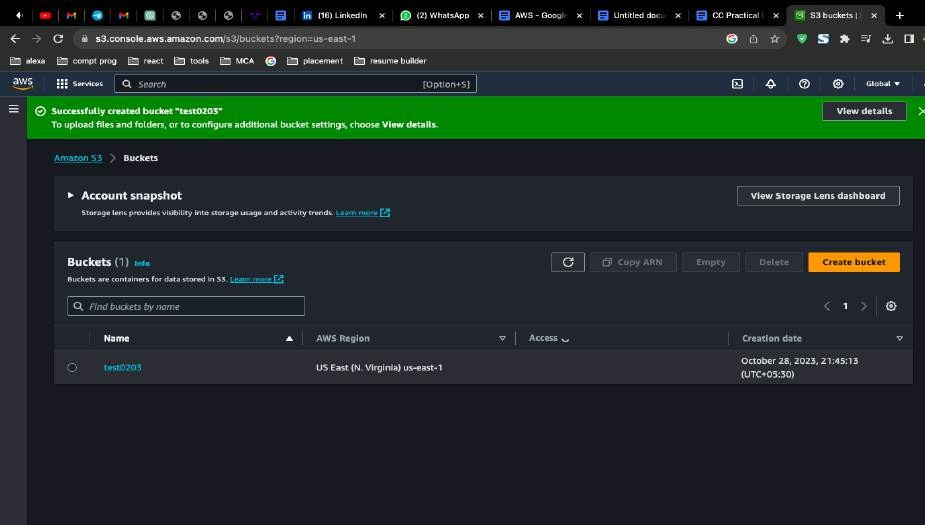 (16) LinkedIn
(2) WhatsApp
AWS - Google
Untitled docu
CC Practical
S3 buckets |
s3.console.aws.amazon.com/s3/buckets?region=us-east-1
alexa
compt prog
react
tools
MCA
placement
resume builder
aws
Services
Search
[Option+S]
Global
Successfully created bucket "test0203"
To upload files and folders, or to configure additional bucket settings, choose View details.
View details
Amazon S3
Buckets
Account snapshot
Storage lens provides visibility into storage usage and activity trends. Learn more
View Storage Lens dashboard
Buckets (1) Info
Buckets are containers for data stored in S3. Learn more
Copy ARN
Empty
Delete
Create bucket
Find buckets by name
1
Name
AWS Region
Access
Creation date
test0203
US East (N. Virginia) us-east-1
October 28, 2023, 21:45:13
(UTC+05:30)